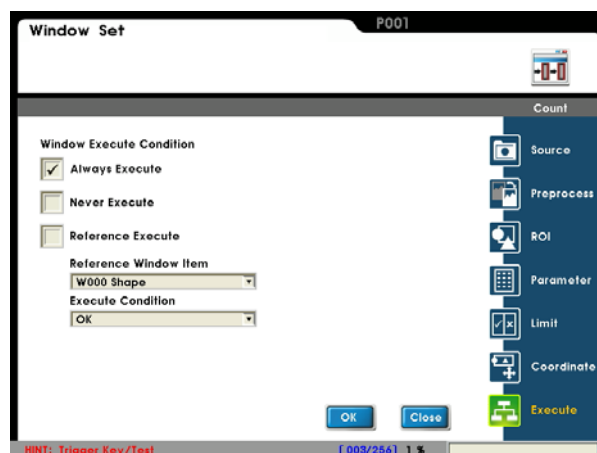 Window Set
P001
Count
Window Execute Condition
Always Execute
Never Execute
Reference Execute
Reference Window Item
W000 Shape
Execute Condition
OK
Source
Preprocess
ROI
Parameter
Limit
Coordinate
Execute
OK
Close
HINT: Trigger Key/Test
[003/256] 1 %